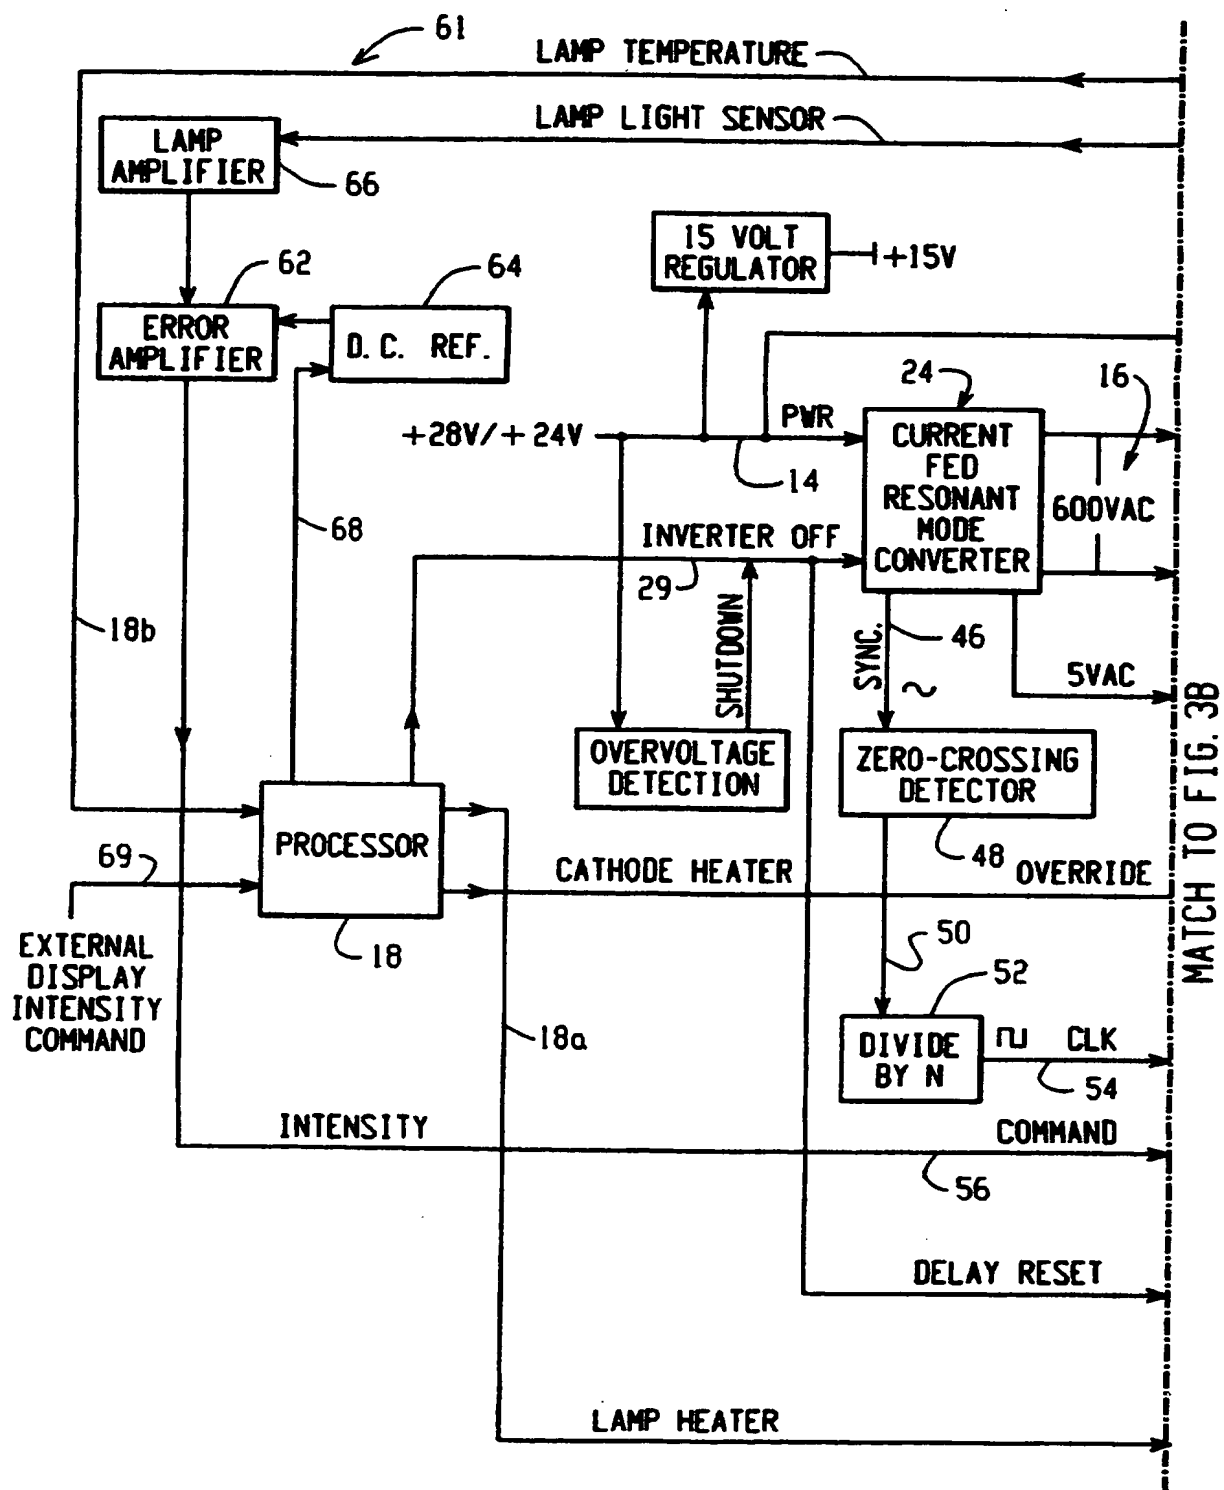 61
LAMP TEMPERATURE
LAMP LIGHT SENSOR
LAMP
AMPLIFIER
66
15 VOLT
REGULATOR
+15V
62
64
ERROR
AMPLIFIER
D.C. REF.
24
16
+28V/+24V
PWR
14
CURRENT
FED
RESONANT
MODE
CONVERTER
600VAC
68
INVERTER OFF
29
18b
SHUTDOWN
SYNC.
46
5VAC
OVERVOLTAGE
DETECTION
ZERO-CROSSING
DETECTOR
48
PROCESSOR
18
69
EXTERNAL
DISPLAY
INTENSITY
COMMAND
CATHODE HEATER OVERRIDE
50
52
18a
DIVIDE
BY N
CLK
54
INTENSITY COMMAND
56
DELAY RESET
LAMP HEATER
MATCH TO FIG. 3B